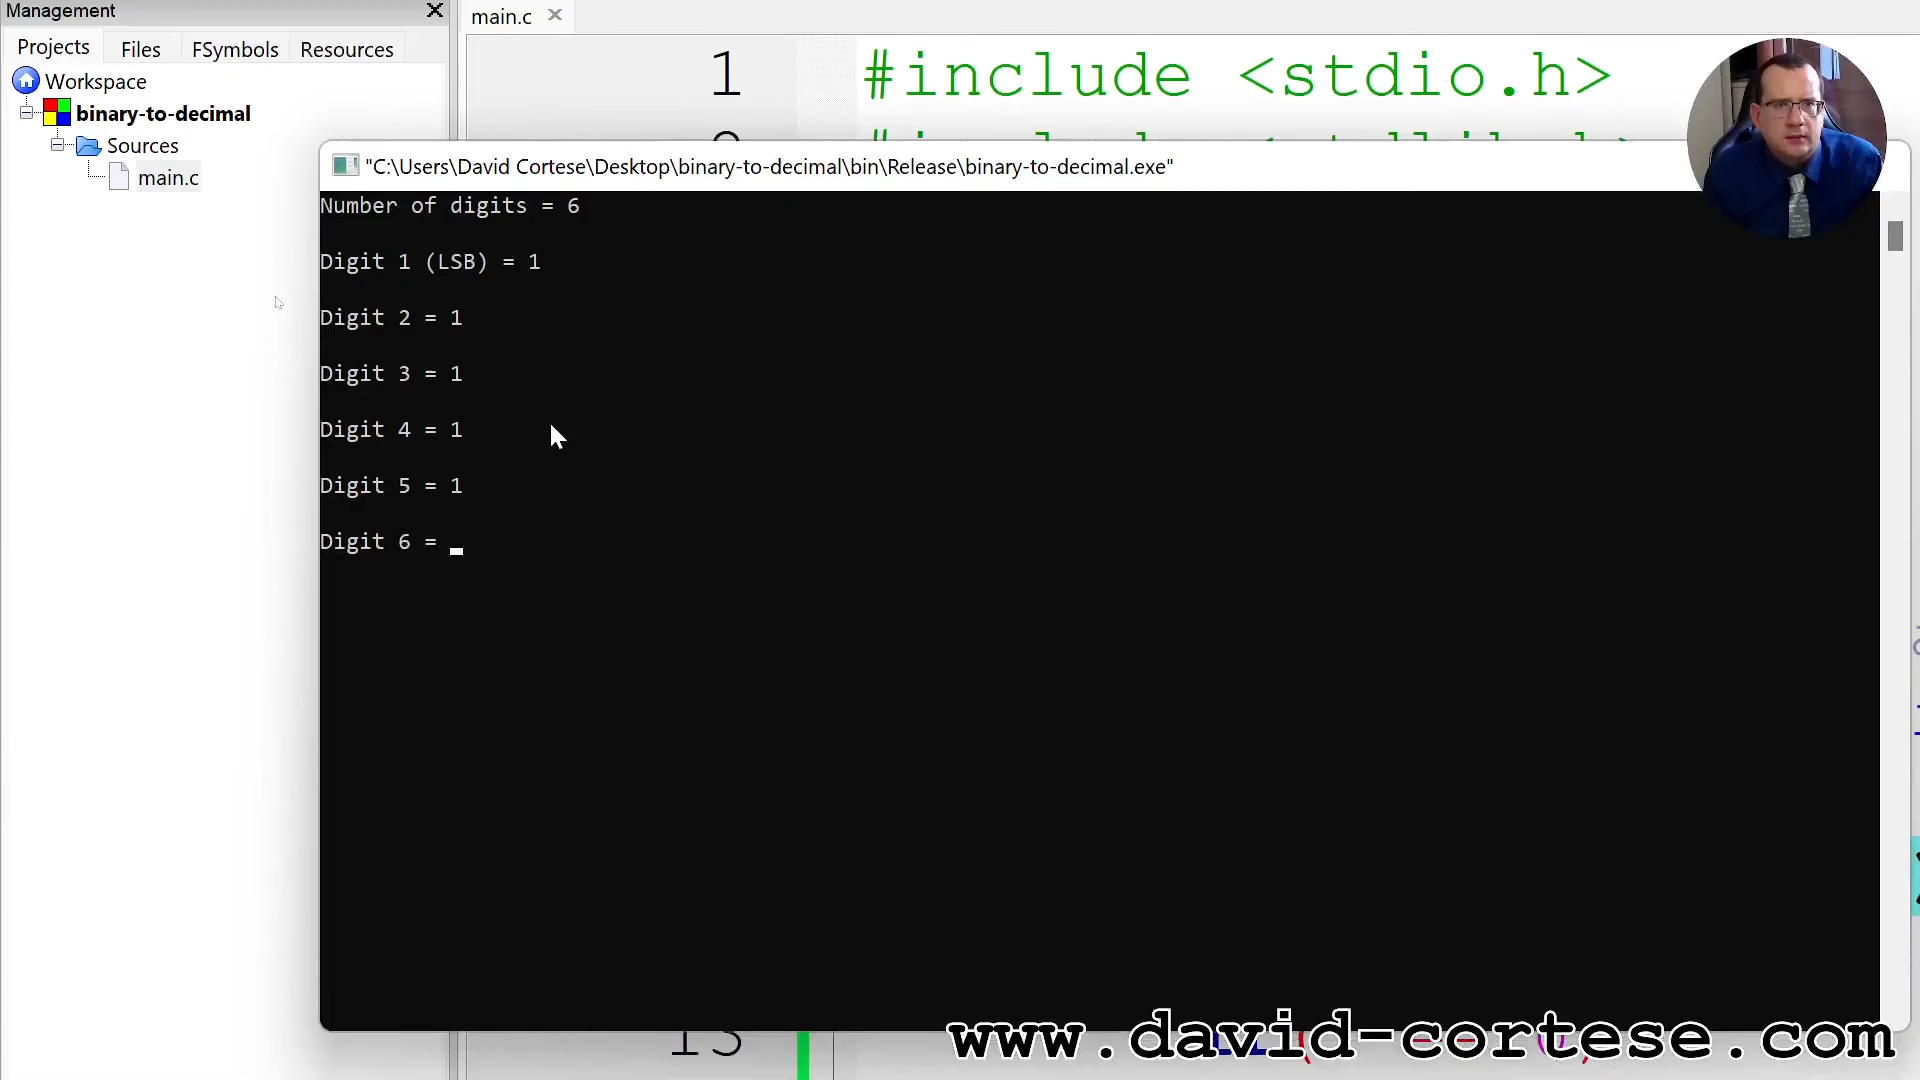 Management
Projects Files FSymbols Resources
Workspace
binary-to-decimal
Sources
main.c
main.c
1 #include <stdio.h>
"C:\Users\David Cortese\Desktop\binary-to-decimal\bin\Release\binary-to-decimal.exe"
Number of digits = 6
Digit 1 (LSB) = 1
Digit 2 = 1
Digit 3 = 1
Digit 4 = 1
Digit 5 = 1
Digit 6 = _
www.david-cortese.com